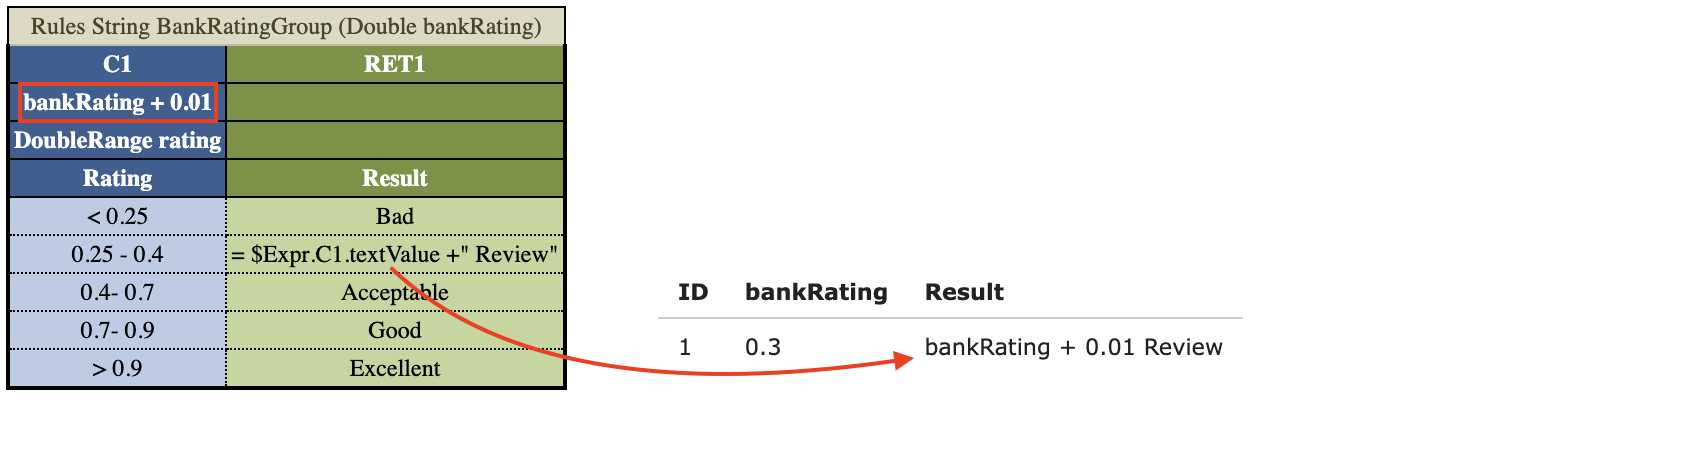 Rules String BankRatingGroup (Double bankRating)
C1 RET1
bankRating + 0.01
DoubleRange rating
Rating Result
< 0.25 Bad
0.25 - 0.4 = $Expr.C1.textValue +" Review"
0.4- 0.7 Acceptable
0.7- 0.9 Good
> 0.9 Excellent
ID bankRating Result
1 0.3 bankRating + 0.01 Review